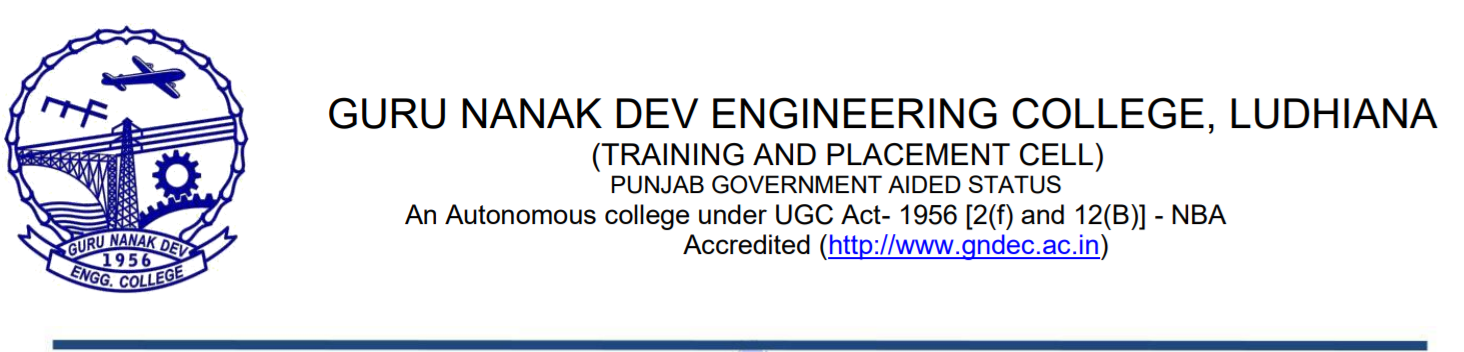 GURU NANAK DEV ENGINEERING COLLEGE, LUDHIANA
(TRAINING AND PLACEMENT CELL)
PUNJAB GOVERNMENT AIDED STATUS
An Autonomous college under UGC Act- 1956 [2(f) and 12(B)] - NBA
Accredited (http://www.gndec.ac.in)
GURU NANAK DEV
1956
ENGG. COLLEGE